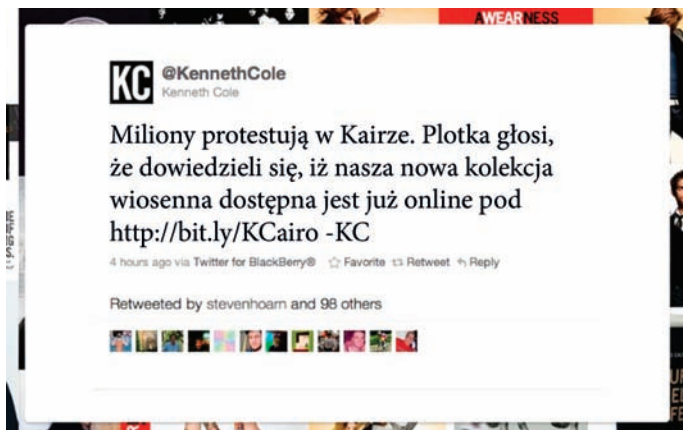 AWEARNESS
KC @KennethCole
Kenneth Cole
Miliony protestują w Kairze. Plotka głosi,
że dowiedzieli się, iż nasza nowa kolekcja
wiosenna dostępna jest już online pod
http://bit.ly/KCairo -KC
4 hours ago via Twitter for BlackBerry® Favorite Retweet Reply
Retweeted by stevenhoarn and 98 others